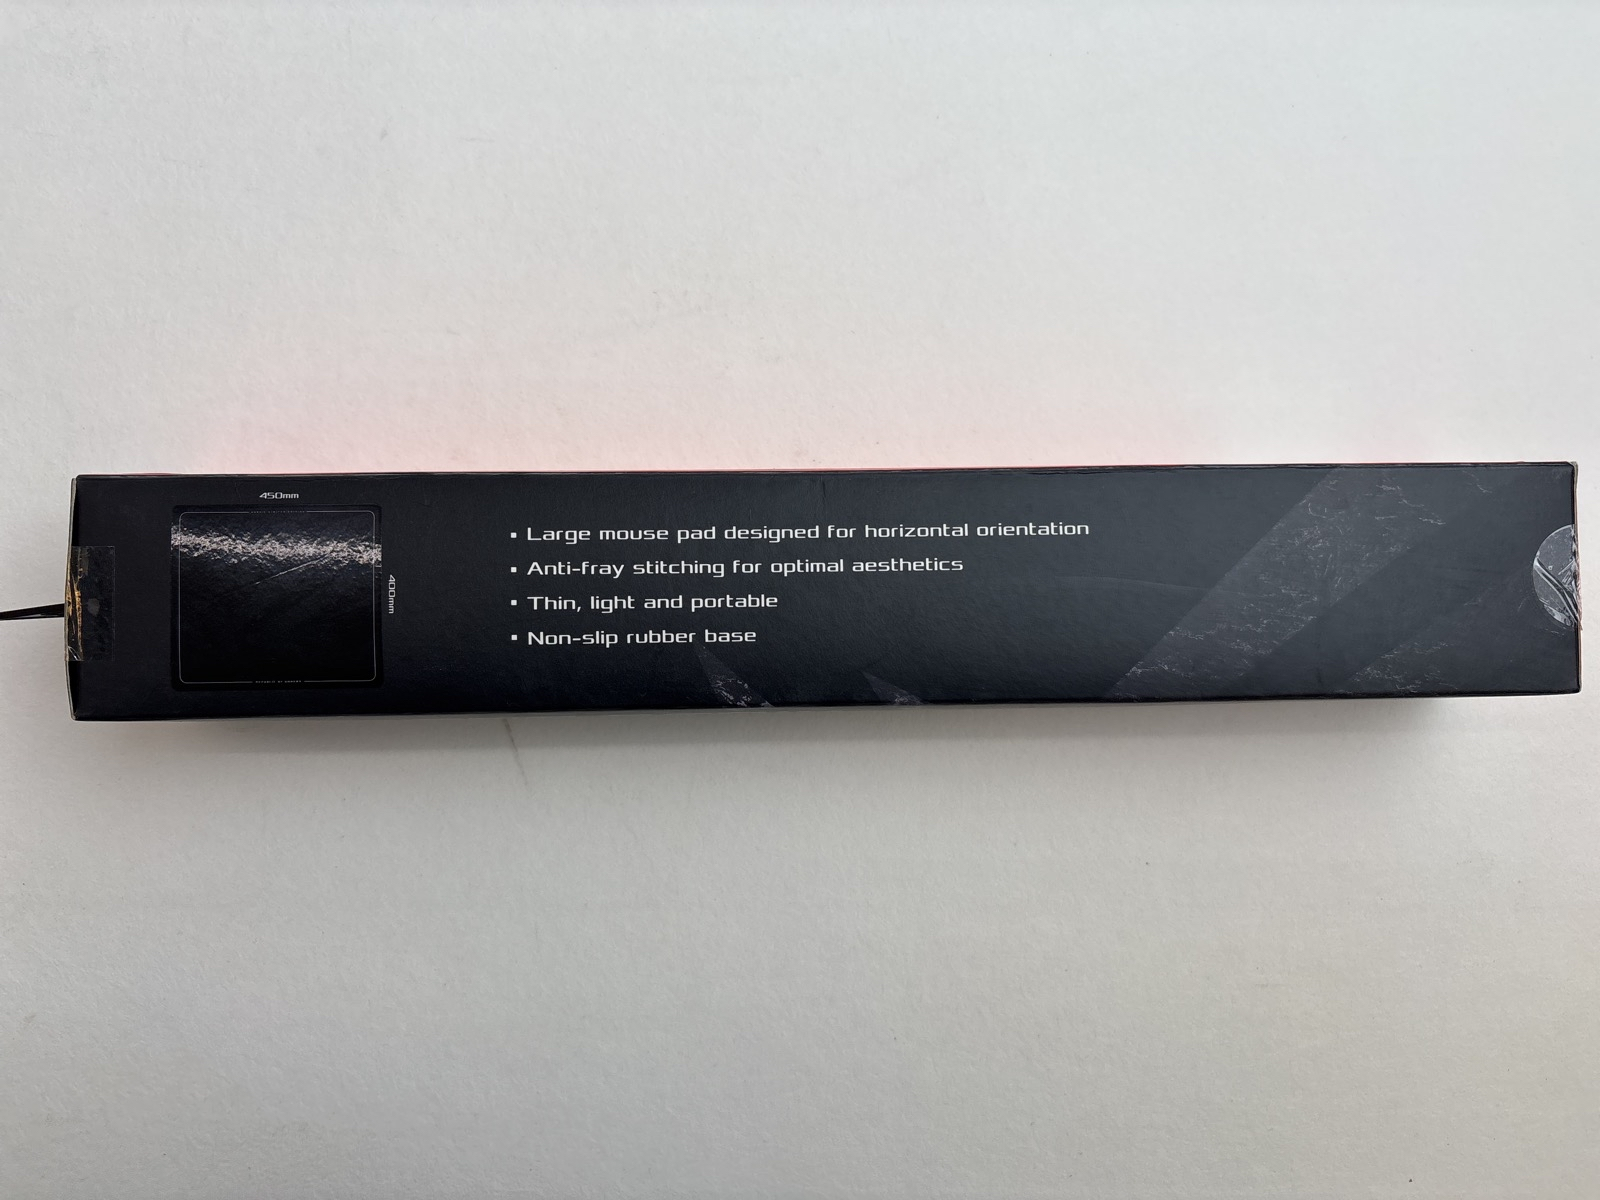 450mm
400mm
▪ Large mouse pad designed for horizontal orientation
▪ Anti-fray stitching for optimal aesthetics
▪ Thin, light and portable
▪ Non-slip rubber base